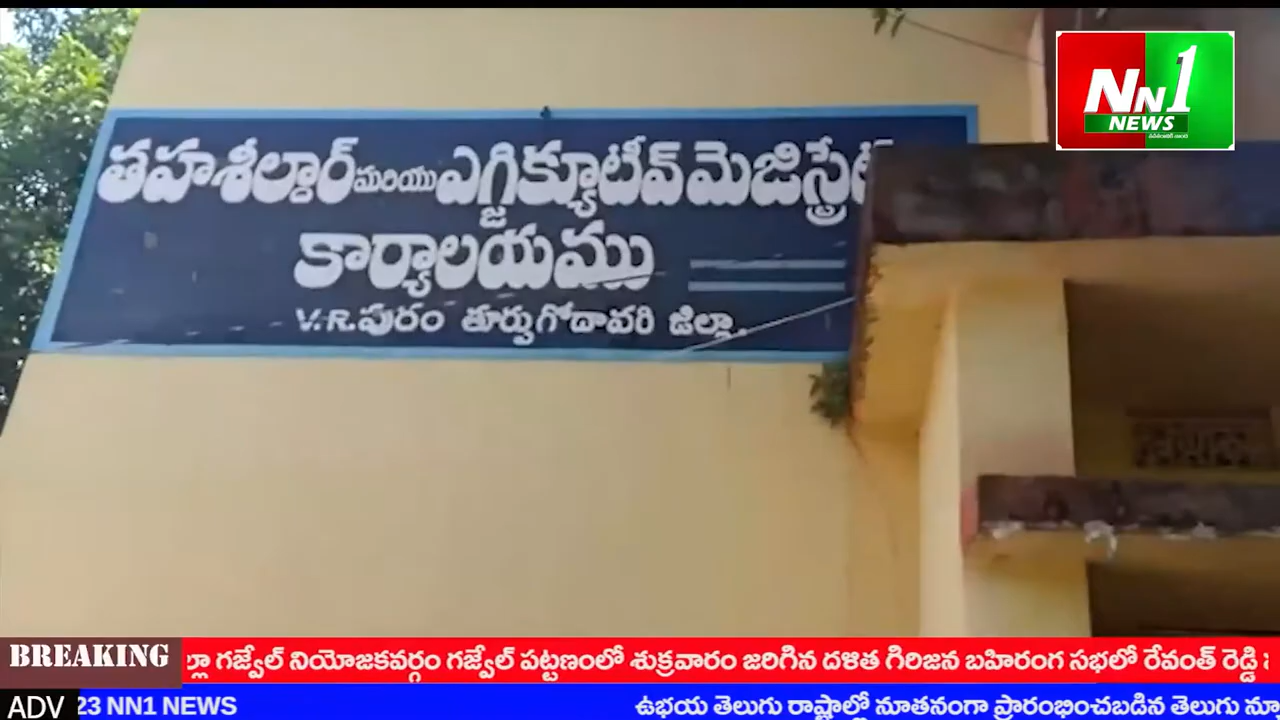 NN1
NEWS
తహశీల్దార్ మరియు ఎగ్జిక్యూటివ్ మెజిస్ట్రేట్
కార్యాలయము
V.R.పురం తూర్పుగోదావరి జిల్లా.
BREAKING
ల్లా గజ్వేల్ నియోజకవర్గం గజ్వేల్ పట్టణంలో శుక్రవారం జరిగిన దళిత గిరిజన బహిరంగ సభలో రేవంత్ రెడ్డి
ADV
23 NN1 NEWS
ఉభయ తెలుగు రాష్ట్రాల్లో నూతనంగా ప్రారంభించబడిన తెలుగు